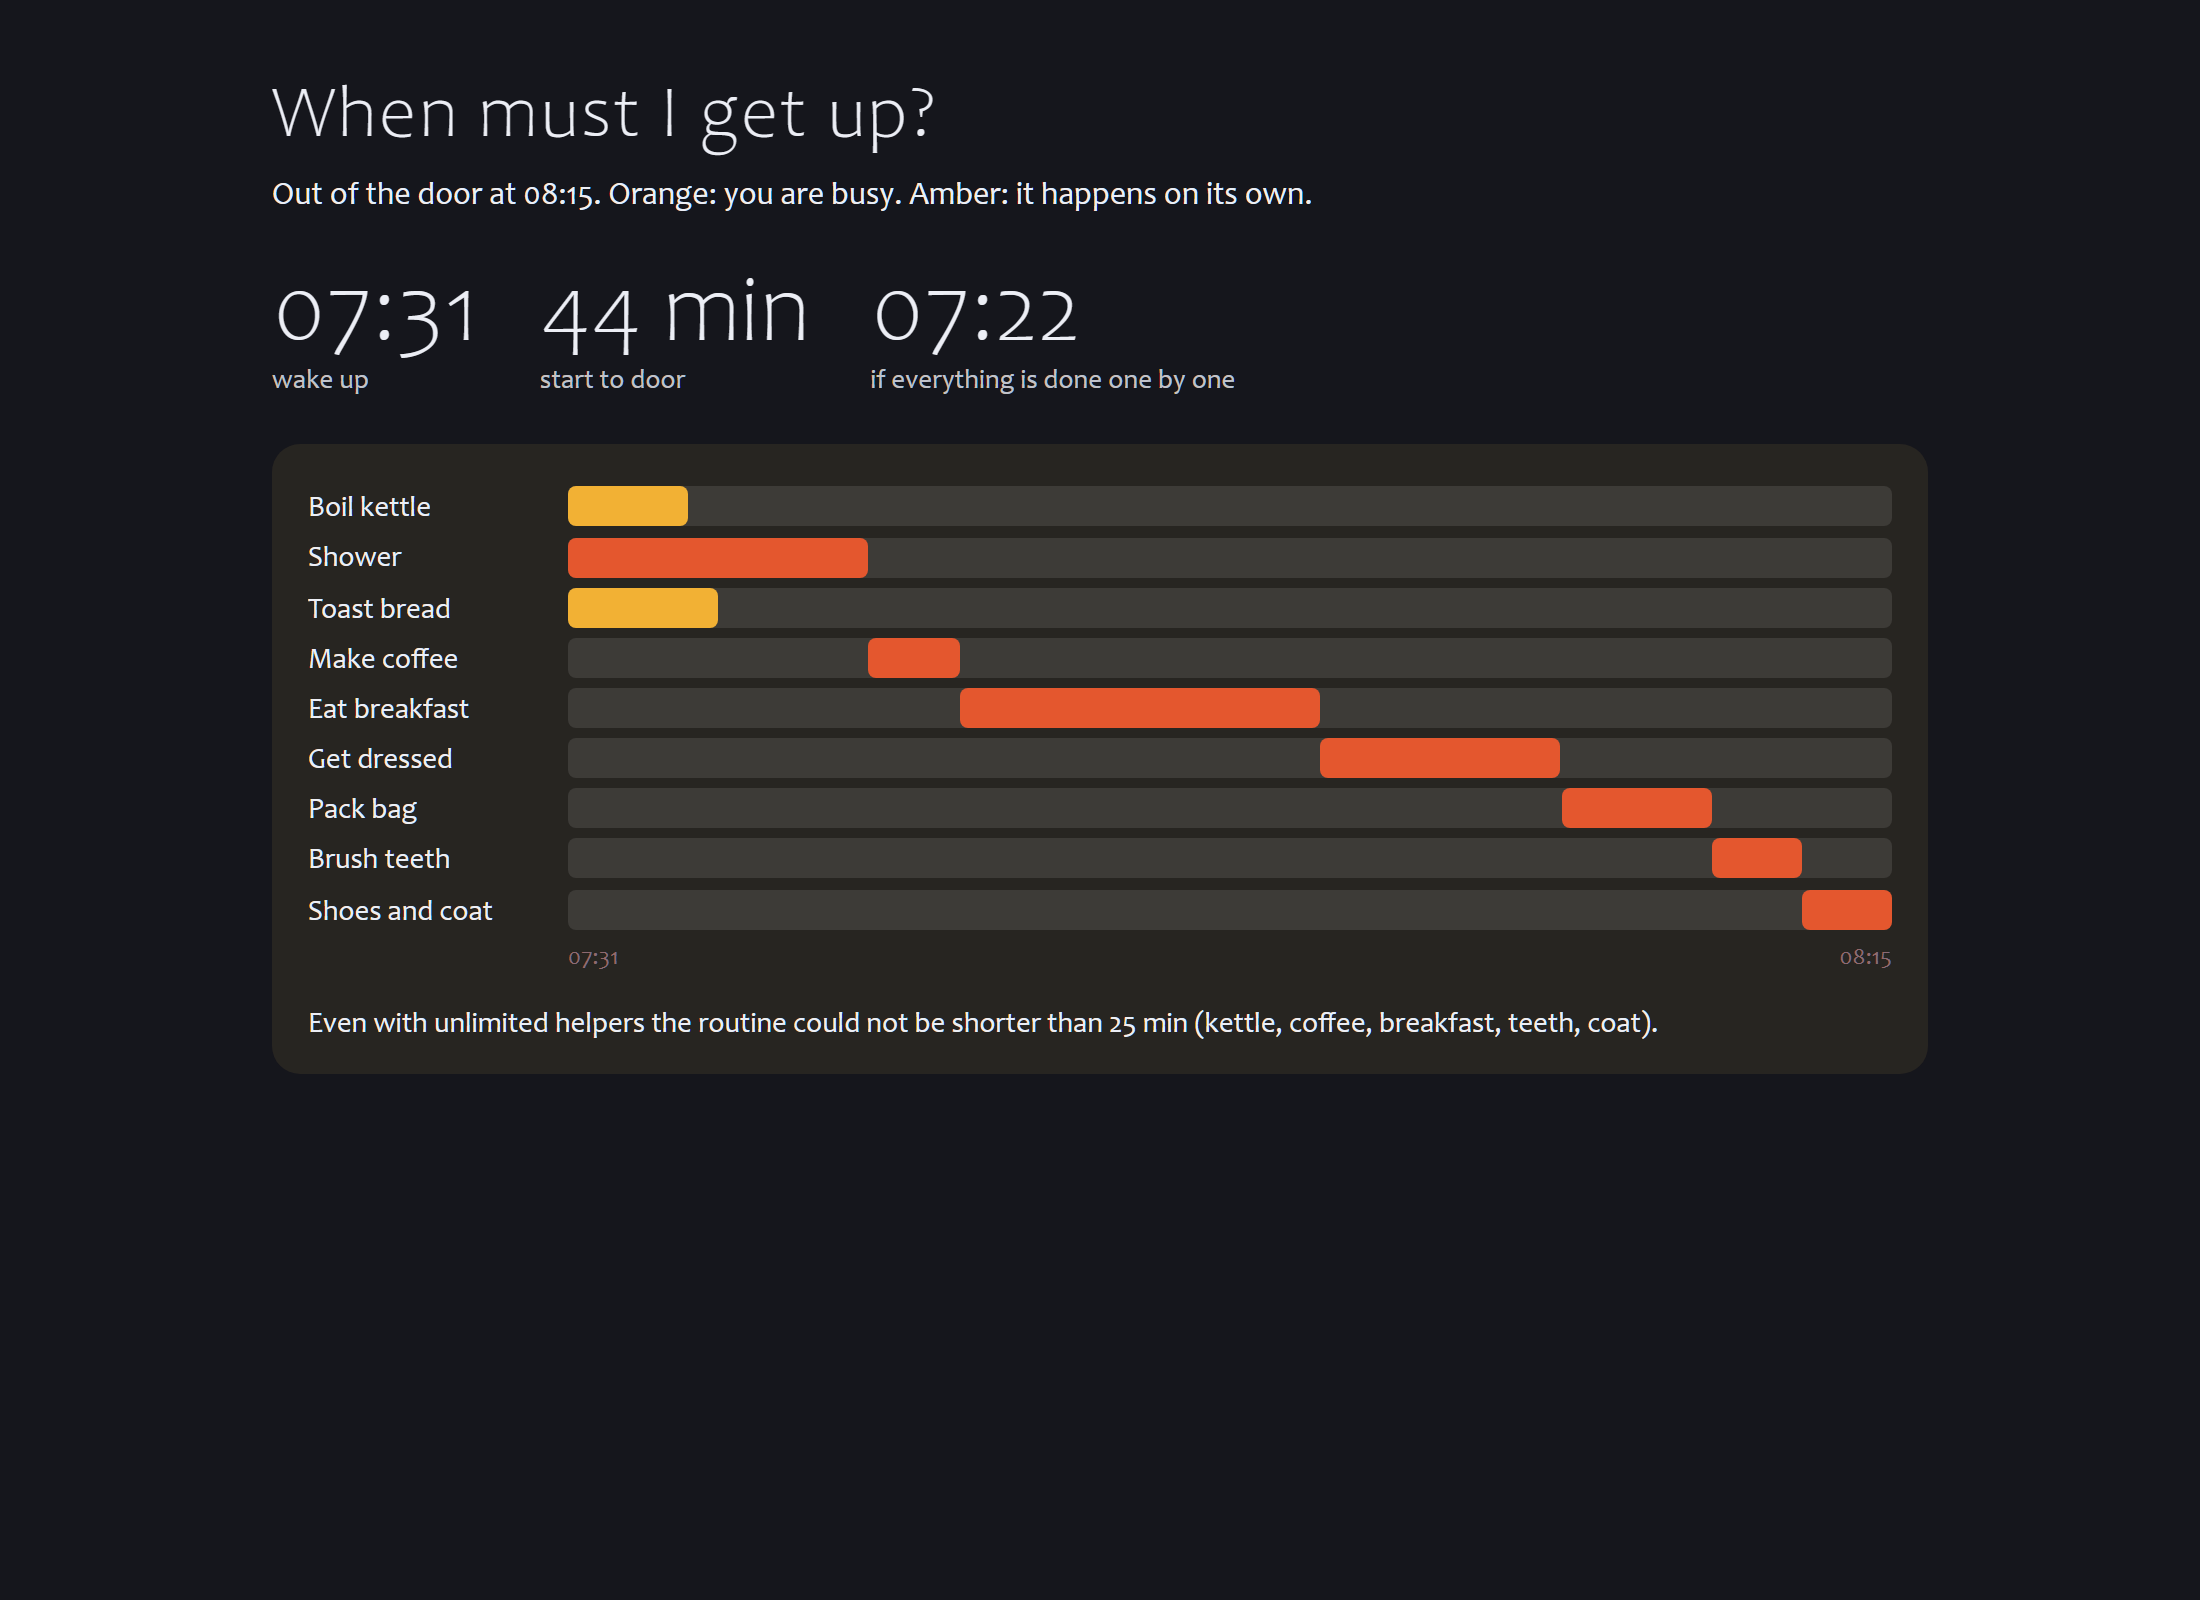 When must I get up?
Out of the door at 08:15. Orange: you are busy. Amber: it happens on its own.
07:31 44 min 07:22
wake up start to door if everything is done one by one
Boil kettle
Shower
Toast bread
Make coffee
Eat breakfast
Get dressed
Pack bag
Brush teeth
Shoes and coat
07:31 08:15
Even with unlimited helpers the routine could not be shorter than 25 min (kettle, coffee, breakfast, teeth, coat).